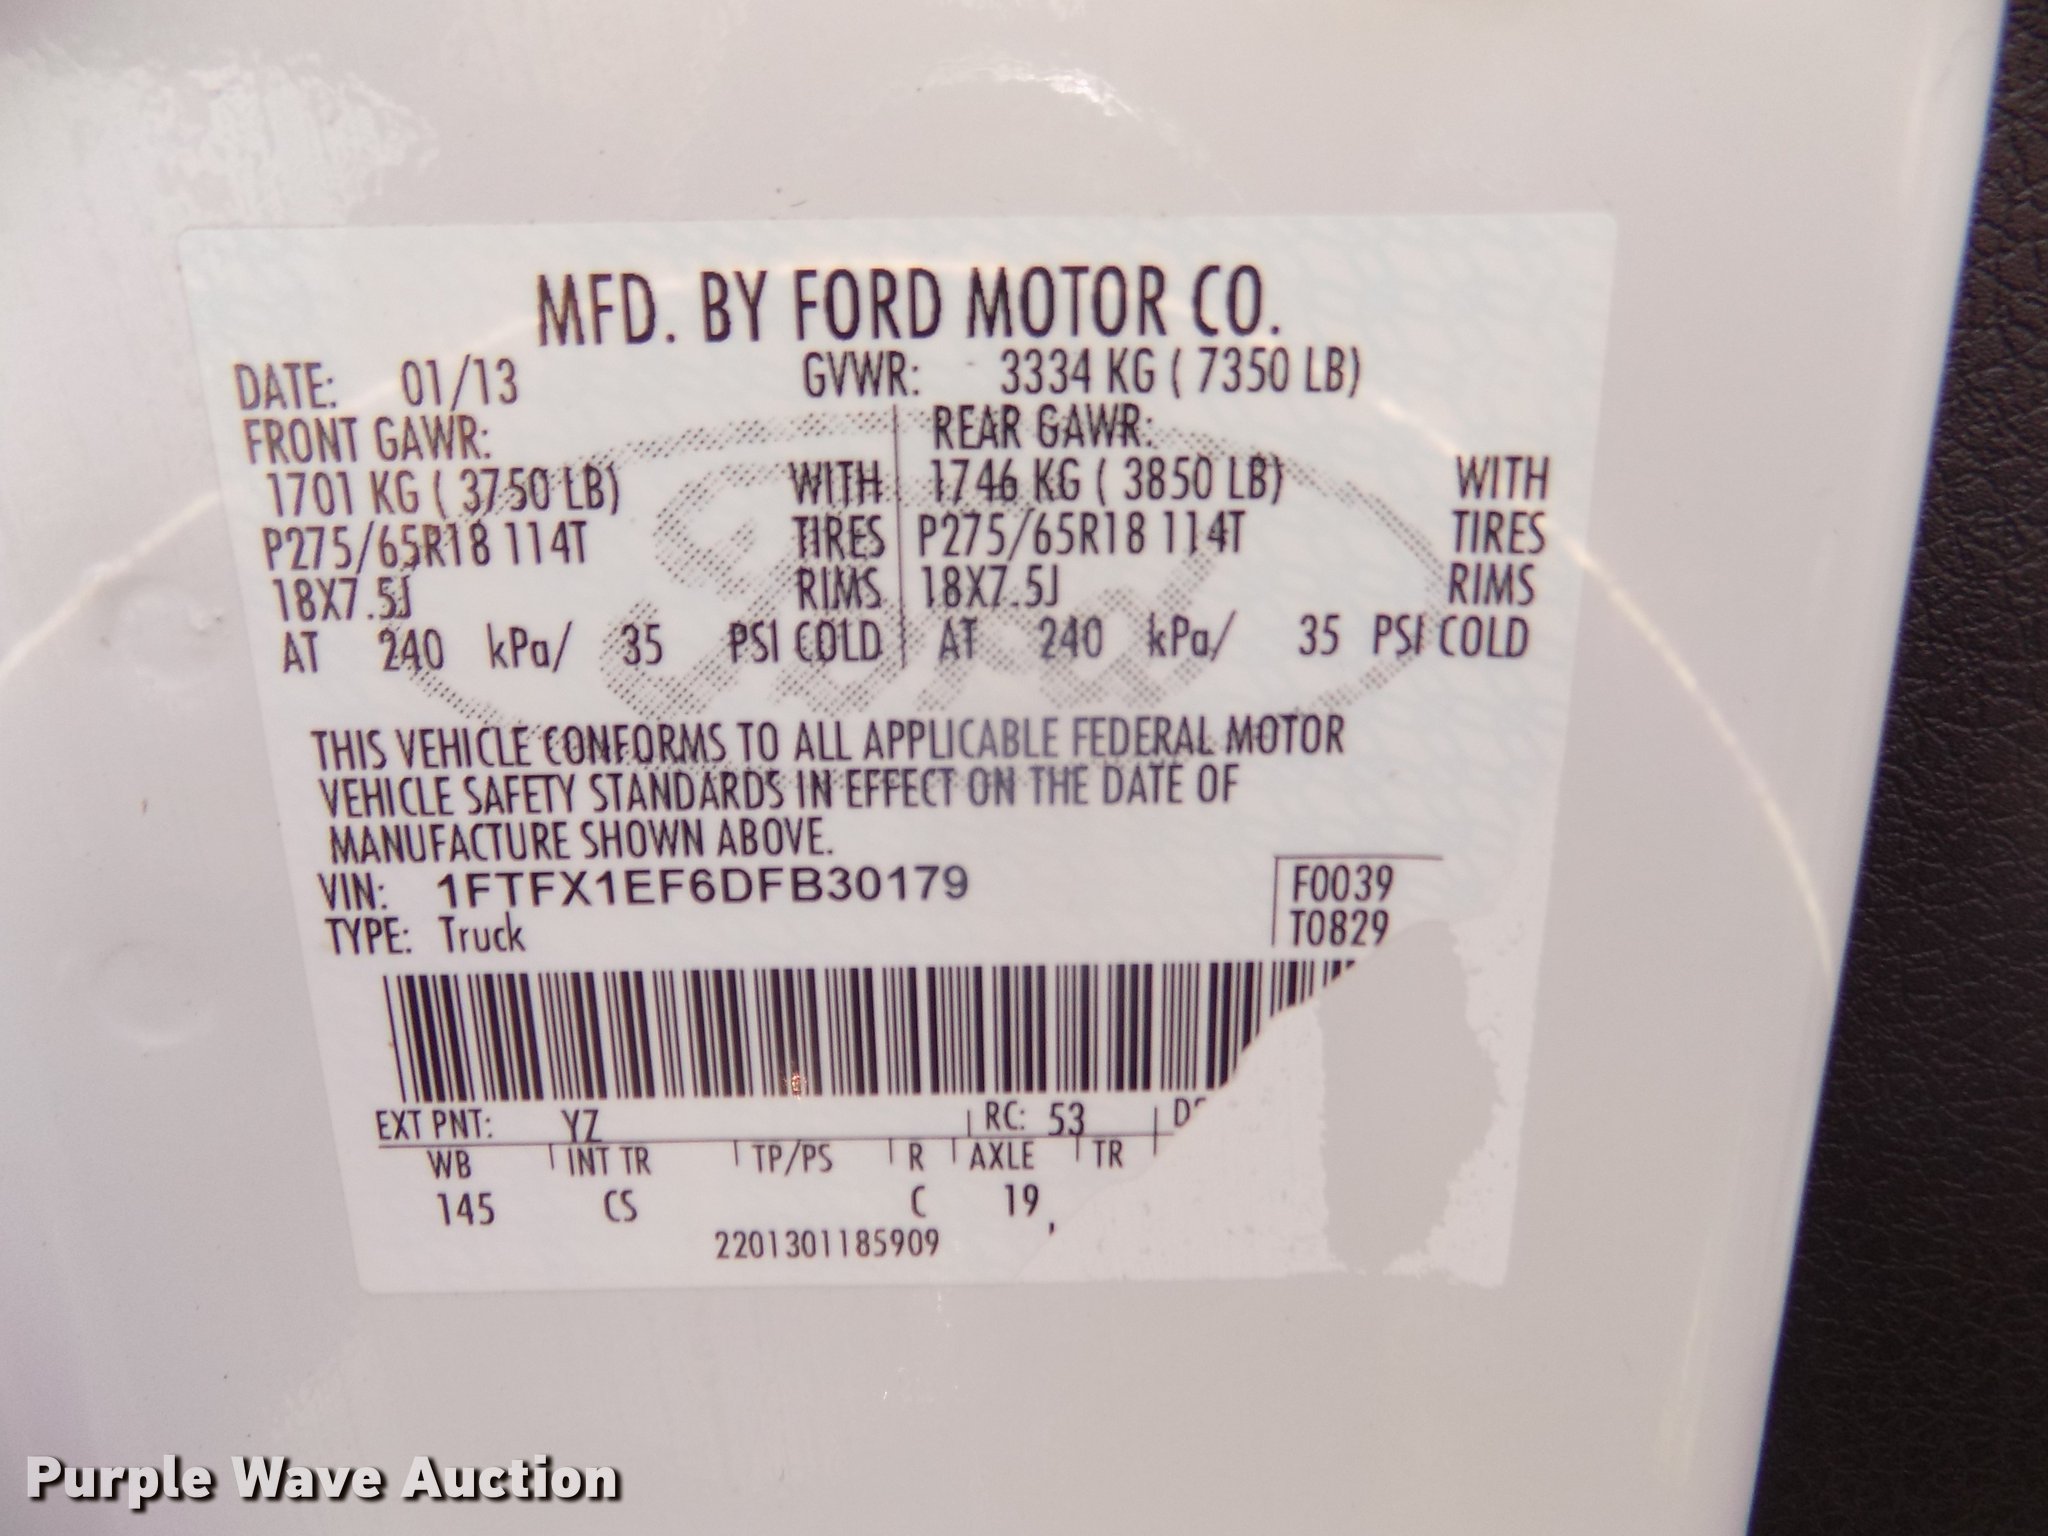 MFD. BY FORD MOTOR CO.
DATE: 01/13 GVWR: 3334 KG ( 7350 LB)
FRONT GAWR: REAR GAWR:
1701 KG ( 3750 LB) WITH 1746 KG ( 3850 LB) WITH
P275/65R18 114T TIRES P275/65R18 114T TIRES
18X7.5J RIMS 18X7.5J RIMS
AT 240 kPa/ 35 PSI COLD AT 240 kPa/ 35 PSI COLD
Ford
THIS VEHICLE CONFORMS TO ALL APPLICABLE FEDERAL MOTOR
VEHICLE SAFETY STANDARDS IN EFFECT ON THE DATE OF
MANUFACTURE SHOWN ABOVE.
VIN: 1FTFX1EF6DFB30179 F0039
TYPE: Truck T0829
EXT PNT: YZ RC: 53
WB INT TR TP/PS R AXLE TR
145 CS C 19
2201301185909
Purple Wave Auction